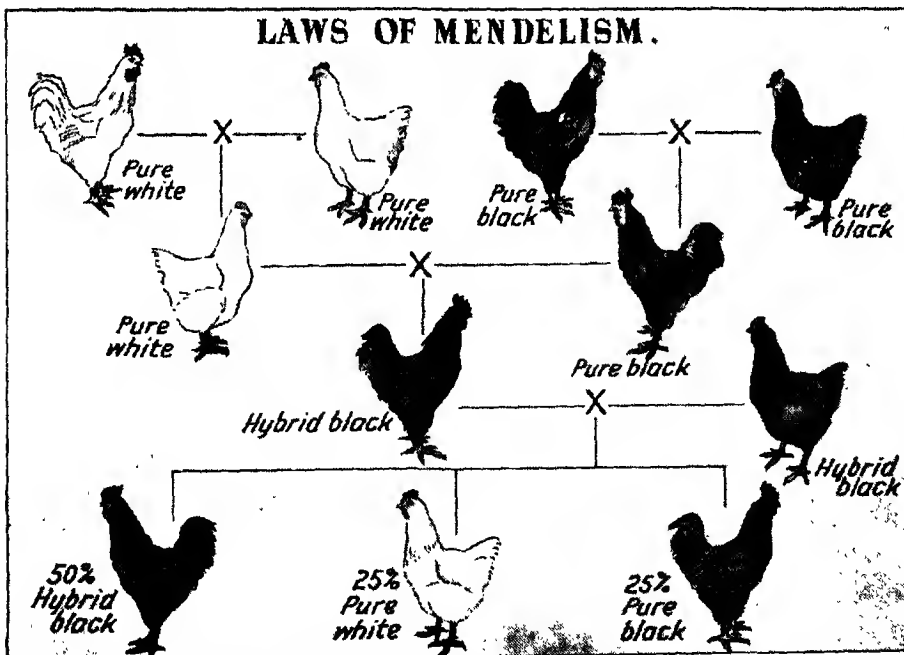 LAWS OF MENDELISM.
X
X
Pure
white
Pure
white
Pure
black
Pure
black
X
Pure
white
Pure black
X
Hybrid black
Hybrid
black
50%
Hybrid
black
25%
Pure
white
25%
Pure
black